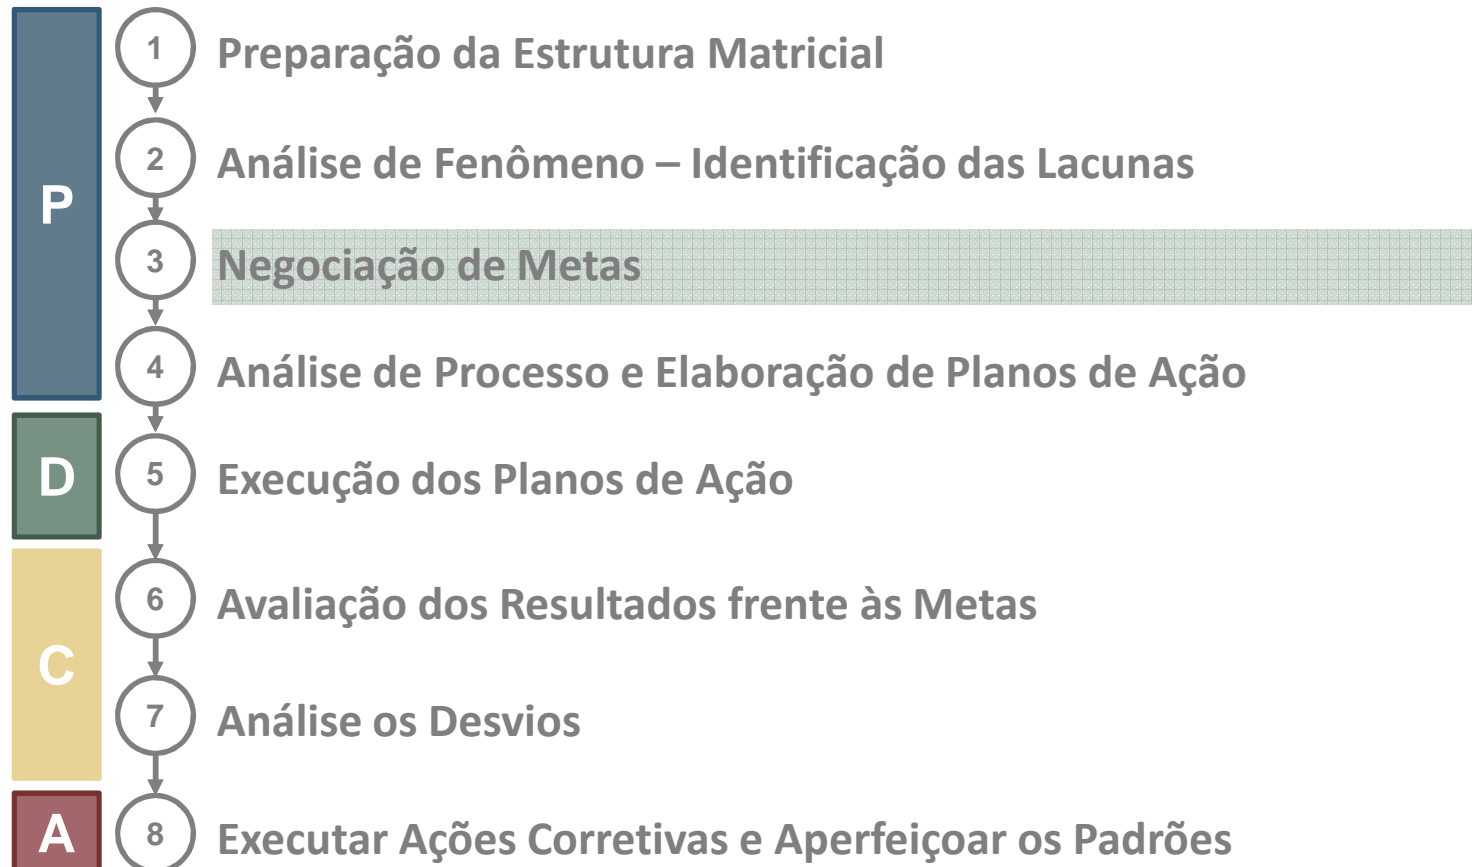 P
1 Preparação da Estrutura Matricial
2 Análise de Fenômeno – Identificação das Lacunas
3 Negociação de Metas
4 Análise de Processo e Elaboração de Planos de Ação
D
5 Execução dos Planos de Ação
C
6 Avaliação dos Resultados frente às Metas
7 Análise os Desvios
A
8 Executar Ações Corretivas e Aperfeiçoar os Padrões